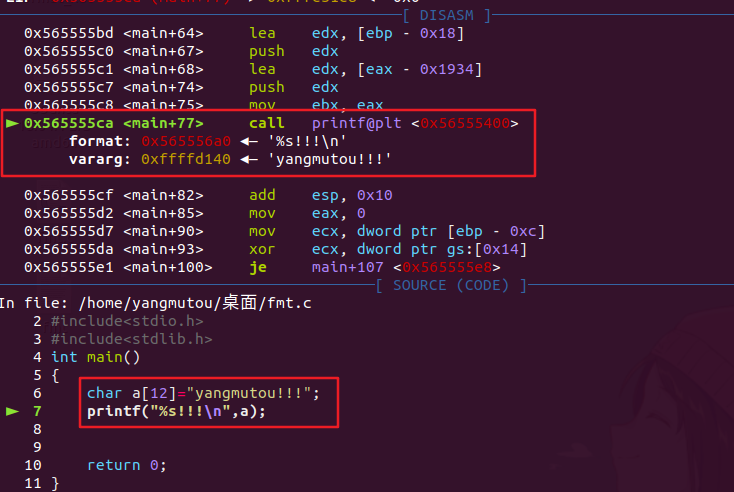 [ DISASM ]
0x565555bd <main+64> lea edx, [ebp - 0x18]
0x565555c0 <main+67> push edx
0x565555c1 <main+68> lea edx, [eax - 0x1934]
0x565555c7 <main+74> push edx
0x565555c8 <main+75> mov ebx, eax
► 0x565555ca <main+77> call printf@plt <0x56555400>
format: 0x565556a0 ◂— '%s!!!\n'
vararg: 0xffffd140 ◂— 'yangmutou!!!'
0x565555cf <main+82> add esp, 0x10
0x565555d2 <main+85> mov eax, 0
0x565555d7 <main+90> mov ecx, dword ptr [ebp - 0xc]
0x565555da <main+93> xor ecx, dword ptr gs:[0x14]
0x565555e1 <main+100> je main+107 <0x565555e8>
[ SOURCE (CODE) ]
In file: /home/yangmutou/桌面/fmt.c
2 #include<stdio.h>
3 #include<stdlib.h>
4 int main()
5 {
6 char a[12]="yangmutou!!!";
► 7 printf("%s!!!\n",a);
8
9
10 return 0;
11 }